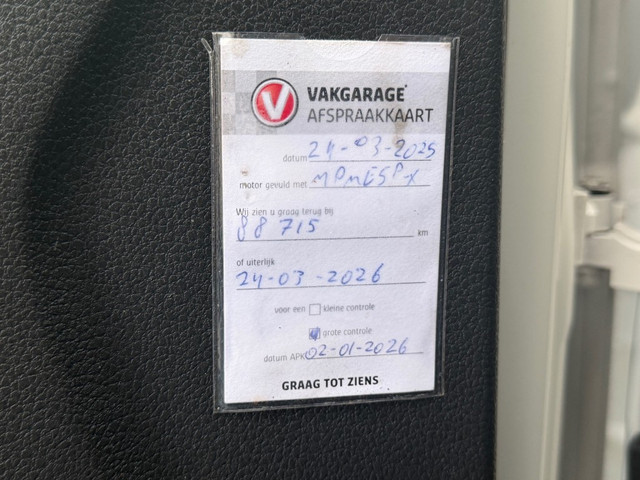 V VAKGARAGE
AFSPRAAKKAART
datum 24-03-2025
motor gevuld met
Wij zien u graag terug bij
88 715 km
of uiterlijk
24-03-2026
voor een kleine controle
grote controle
datum APK 02-01-2026
GRAAG TOT ZIENS